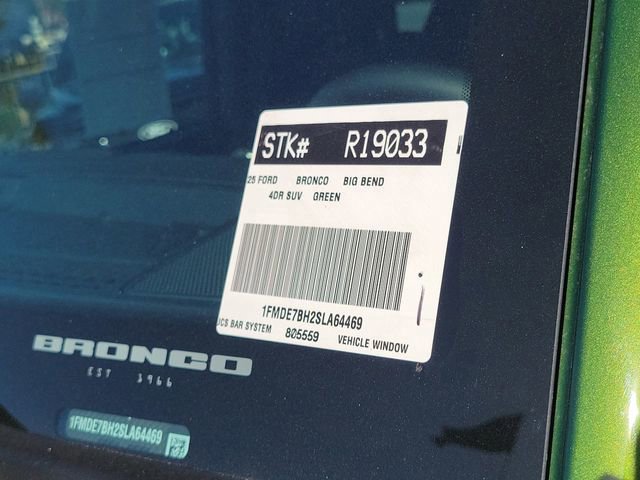 STK# R19033
25 FORD BRONCO BIG BEND
4DR SUV GREEN
1FMDE7BH2SLA64469
JCS BAR SYSTEM 805559 VEHICLE WINDOW
BRONCO
EST 1966
1FMDE7BH2SLA64469